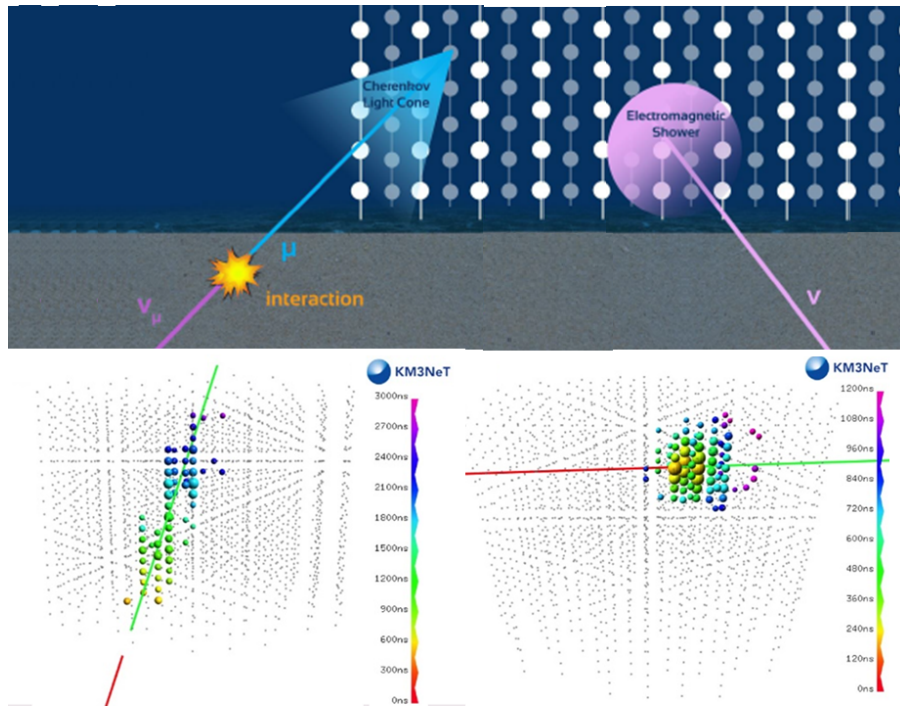 Cherenkov
Light Cone
Electromagnetic
Shower
μ
interaction
νμ
ν
KM3NeT
3000ns
2700ns
2400ns
2100ns
1800ns
1500ns
1200ns
900ns
600ns
300ns
0ns
KM3NeT
1200ns
1080ns
960ns
840ns
720ns
600ns
480ns
360ns
240ns
120ns
0ns